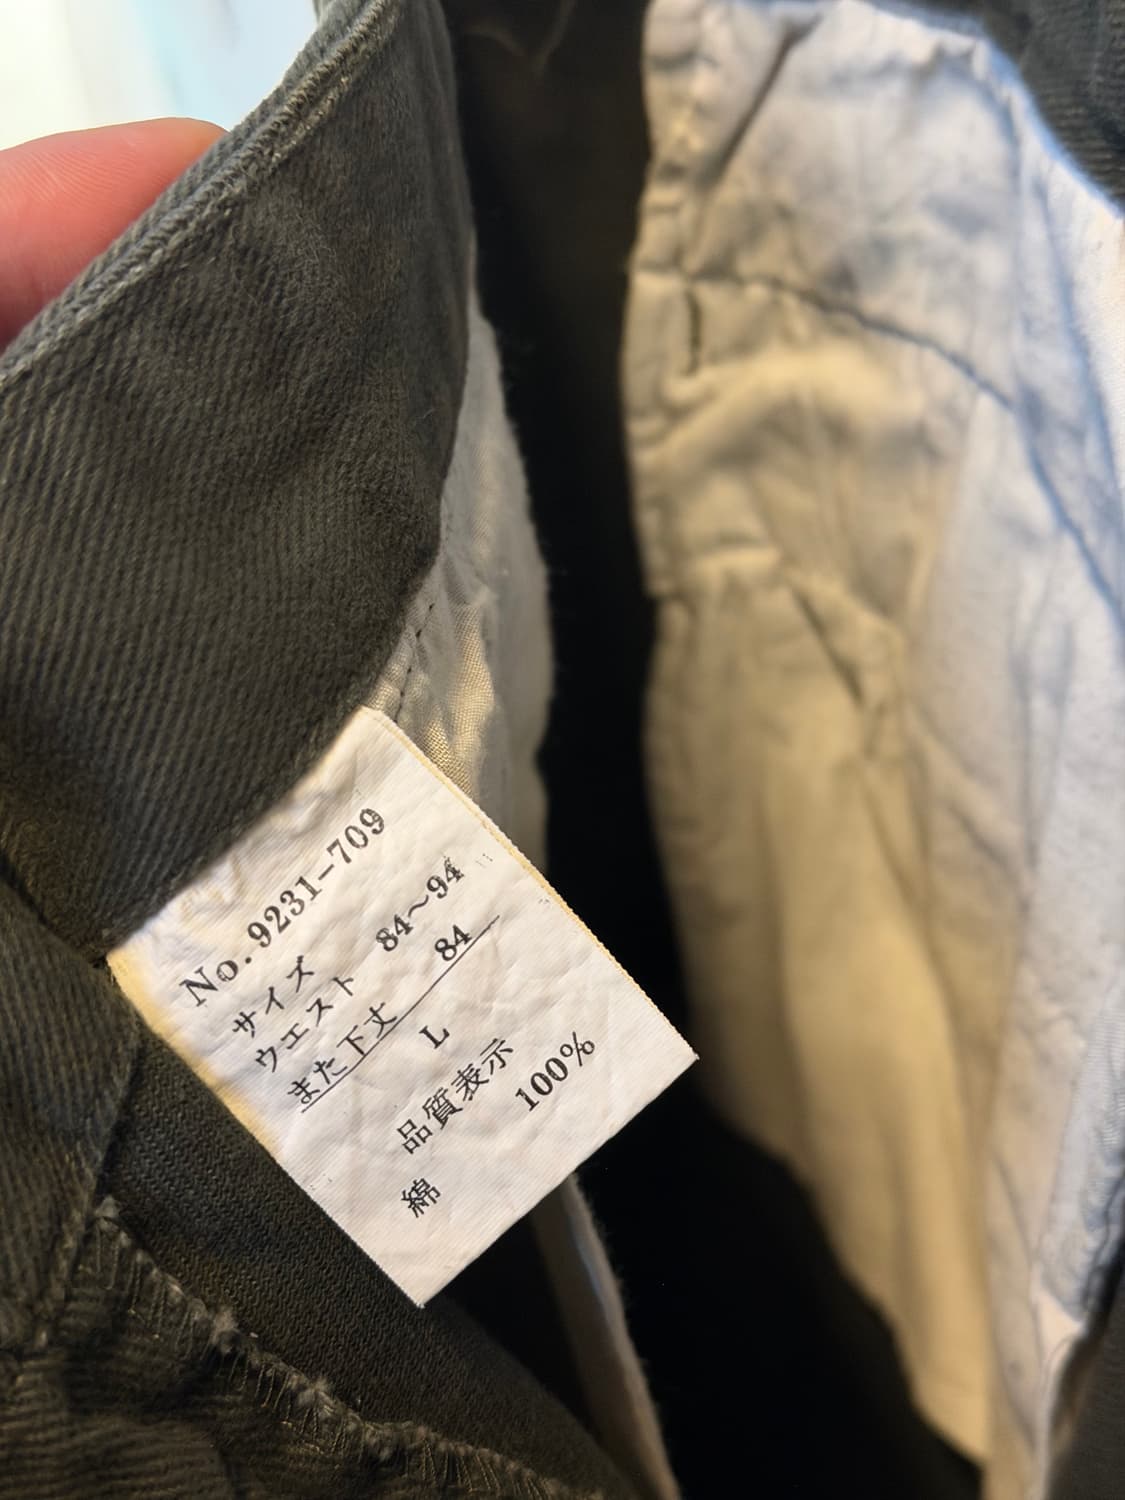 No.9231-709
サイズ
ウエスト 84～94
また下丈 84
L
品質表示
綿 100%